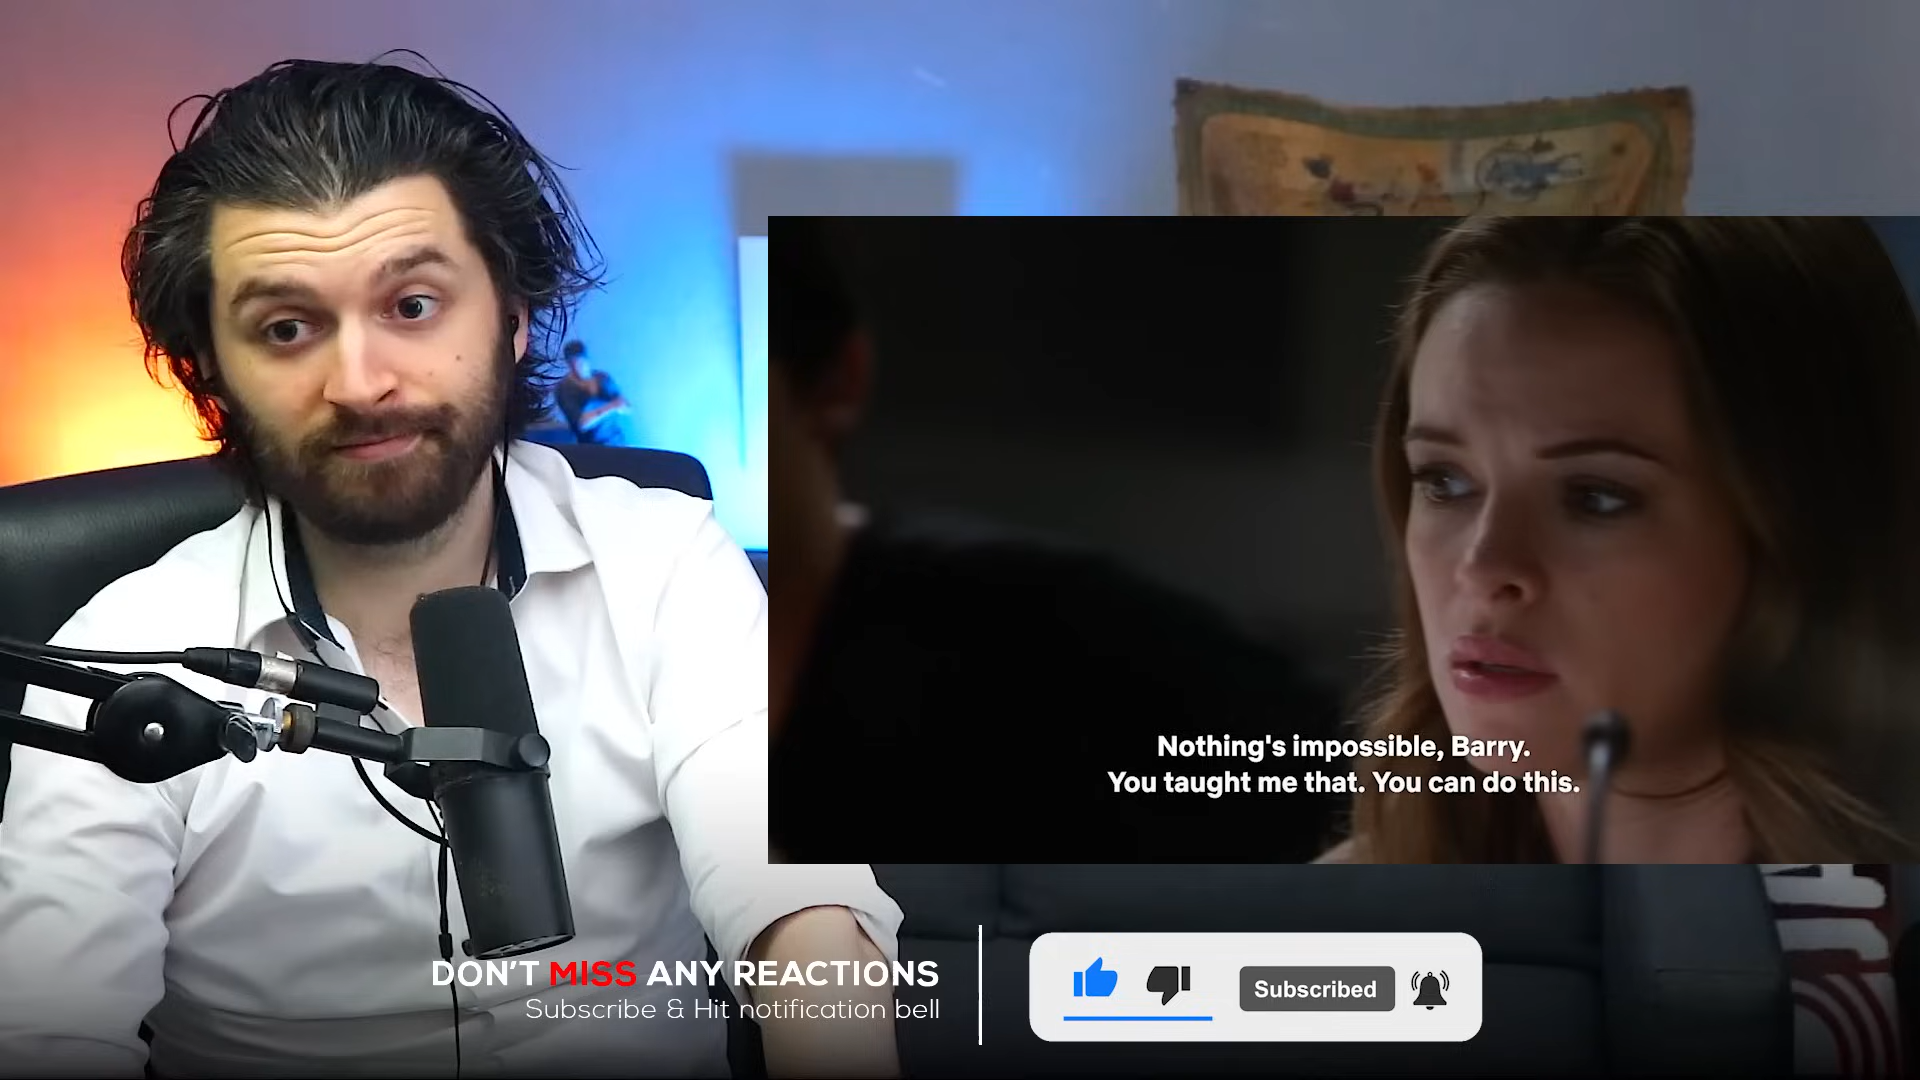 Nothing's impossible, Barry.
You taught me that. You can do this.
DON'T MISS ANY REACTIONS
Subscribe & Hit notification bell
Subscribed